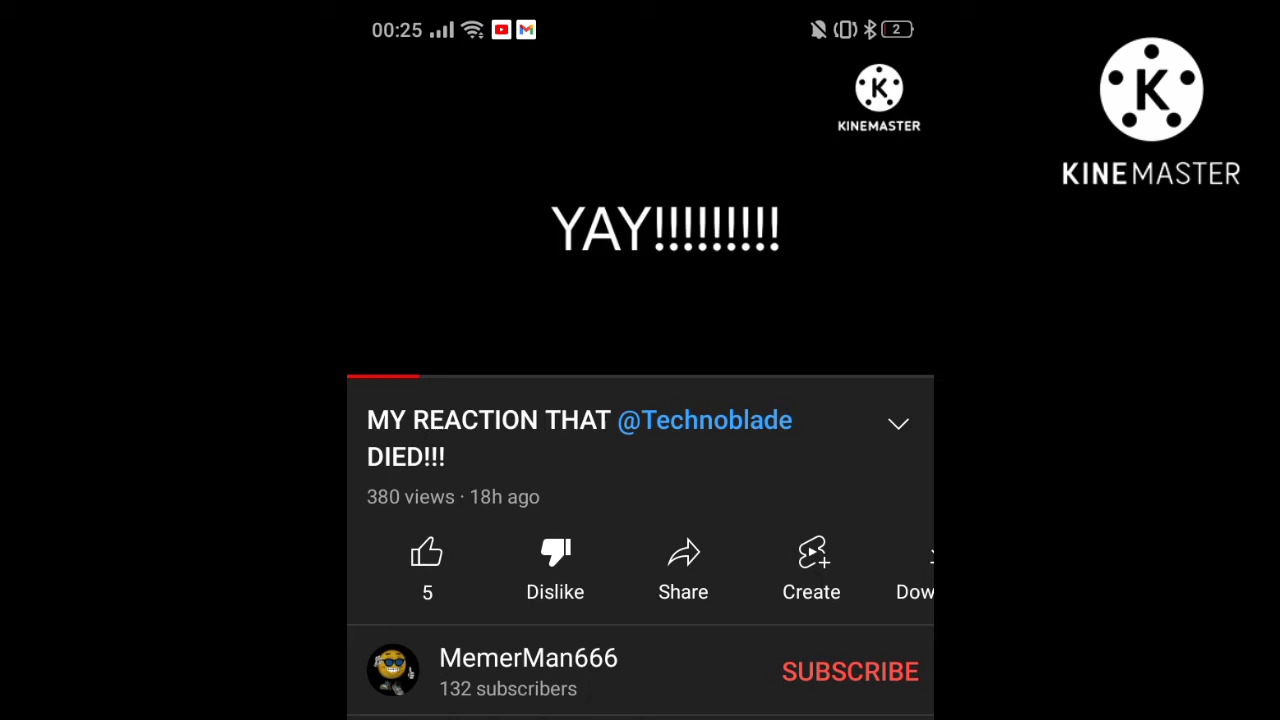 00:25
2
KINEMASTER
KINEMASTER
YAY!!!!!!!!!
MY REACTION THAT @Technoblade
DIED!!!
380 views · 18h ago
5
Dislike
Share
Create
Dow
MemerMan666
132 subscribers
SUBSCRIBE